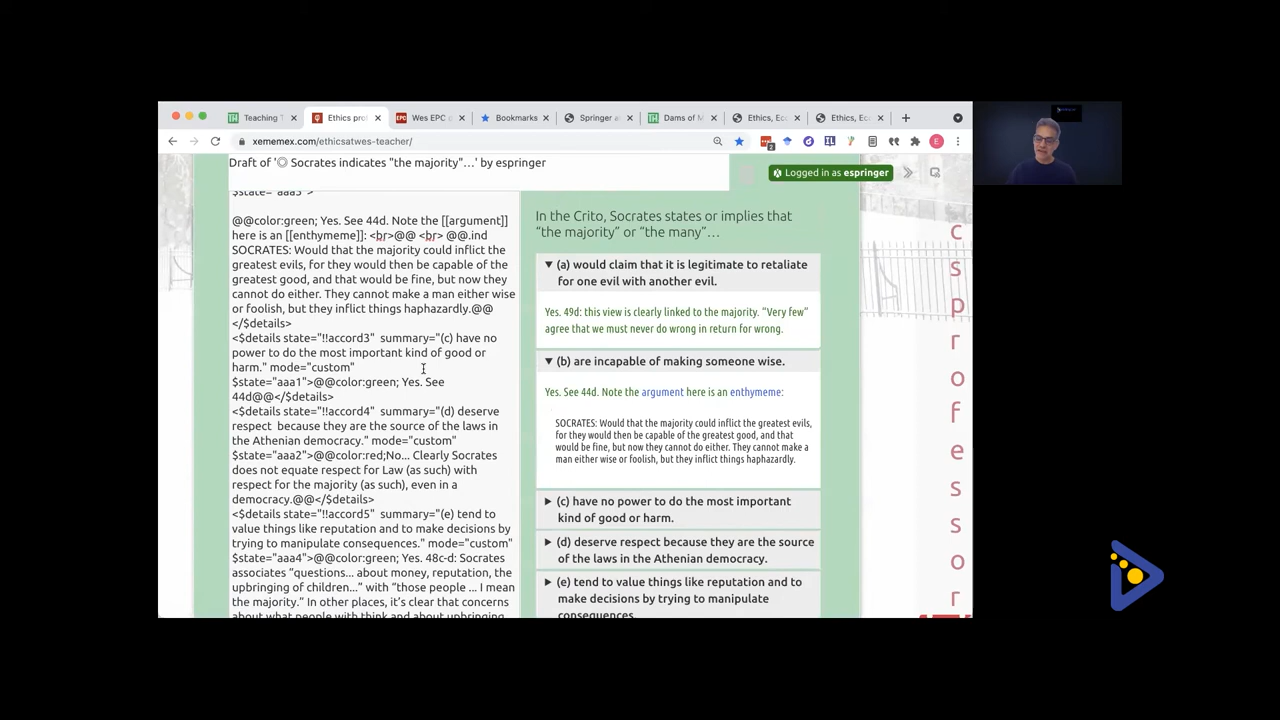 Teaching T
Ethics pro
Wes EPC q
Bookmarks
Springer a
Dams of M
Ethics, Eco
Ethics, Eco
xememex.com/ethicsatwes-teacher/
Draft of '◎ Socrates indicates "the majority"…' by espringer
Logged in as espringer
$state="aaa3">
@@color:green; Yes. See 44d. Note the [[argument]]
here is an [[enthymeme]]: <br>@@ <br> @@.ind
SOCRATES: Would that the majority could inflict the
greatest evils, for they would then be capable of the
greatest good, and that would be fine, but now they
cannot do either. They cannot make a man either wise
or foolish, but they inflict things haphazardly.@@
</$details>
<$details state="!!accord3"  summary="(c) have no
power to do the most important kind of good or
harm." mode="custom"
$state="aaa1">@@color:green; Yes. See
44d@@</$details>
<$details state="!!accord4"  summary="(d) deserve
respect  because they are the source of the laws in
the Athenian democracy." mode="custom"
$state="aaa2">@@color:red;No... Clearly Socrates
does not equate respect for Law (as such) with
respect for the majority (as such), even in a
democracy.@@</$details>
<$details state="!!accord5"  summary="(e) tend to
value things like reputation and to make decisions by
trying to manipulate consequences." mode="custom"
$state="aaa4">@@color:green; Yes. 48c-d: Socrates
associates "questions... about money, reputation, the
upbringing of children..." with "those people ... I mean
the majority." In other places, it's clear that concerns
about what people with think and about upbringing
In the Crito, Socrates states or implies that
"the majority" or "the many"…
▼ (a) would claim that it is legitimate to retaliate
for one evil with another evil.
Yes. 49d: this view is clearly linked to the majority. "Very few"
agree that we must never do wrong in return for wrong.
▼ (b) are incapable of making someone wise.
Yes. See 44d. Note the argument here is an enthymeme:
SOCRATES: Would that the majority could inflict the greatest evils,
for they would then be capable of the greatest good, and that
would be fine, but now they cannot do either. They cannot make a
man either wise or foolish, but they inflict things haphazardly.
▶ (c) have no power to do the most important
kind of good or harm.
▶ (d) deserve respect because they are the source
of the laws in the Athenian democracy.
▶ (e) tend to value things like reputation and to
make decisions by trying to manipulate
consequences.
c
s
p
r
o
f
e
s
s
o
r